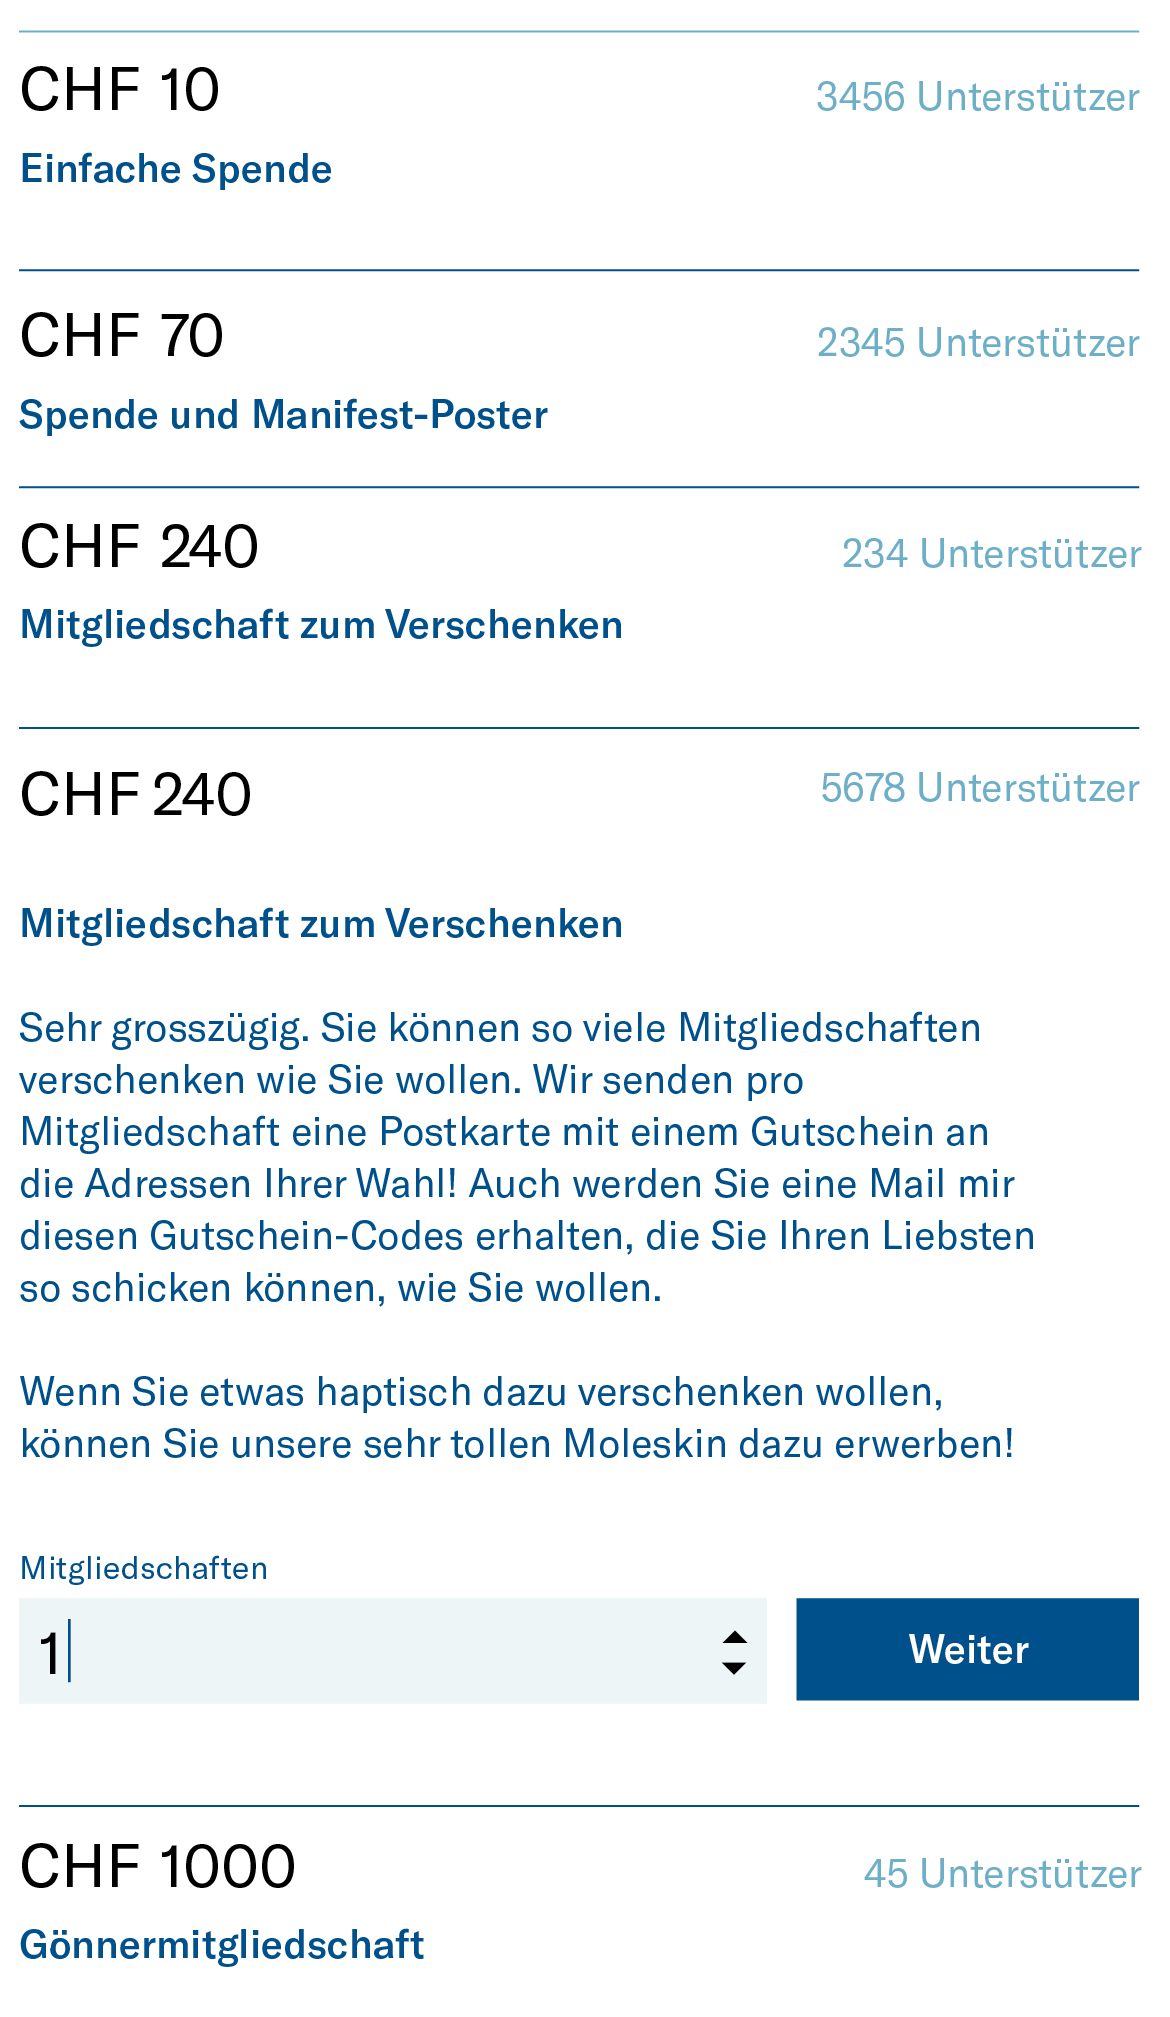 CHF 10
3456 Unterstützer
Einfache Spende
CHF 70
2345 Unterstützer
Spende und Manifest-Poster
CHF 240
234 Unterstützer
Mitgliedschaft zum Verschenken
CHF 240
5678 Unterstützer
Mitgliedschaft zum Verschenken
Sehr grosszügig. Sie können so viele Mitgliedschaften
verschenken wie Sie wollen. Wir senden pro
Mitgliedschaft eine Postkarte mit einem Gutschein an
die Adressen Ihrer Wahl! Auch werden Sie eine Mail mir
diesen Gutschein-Codes erhalten, die Sie Ihren Liebsten
so schicken können, wie Sie wollen.
Wenn Sie etwas haptisch dazu verschenken wollen,
können Sie unsere sehr tollen Moleskin dazu erwerben!
Mitgliedschaften
1
Weiter
CHF 1000
45 Unterstützer
Gönnermitgliedschaft